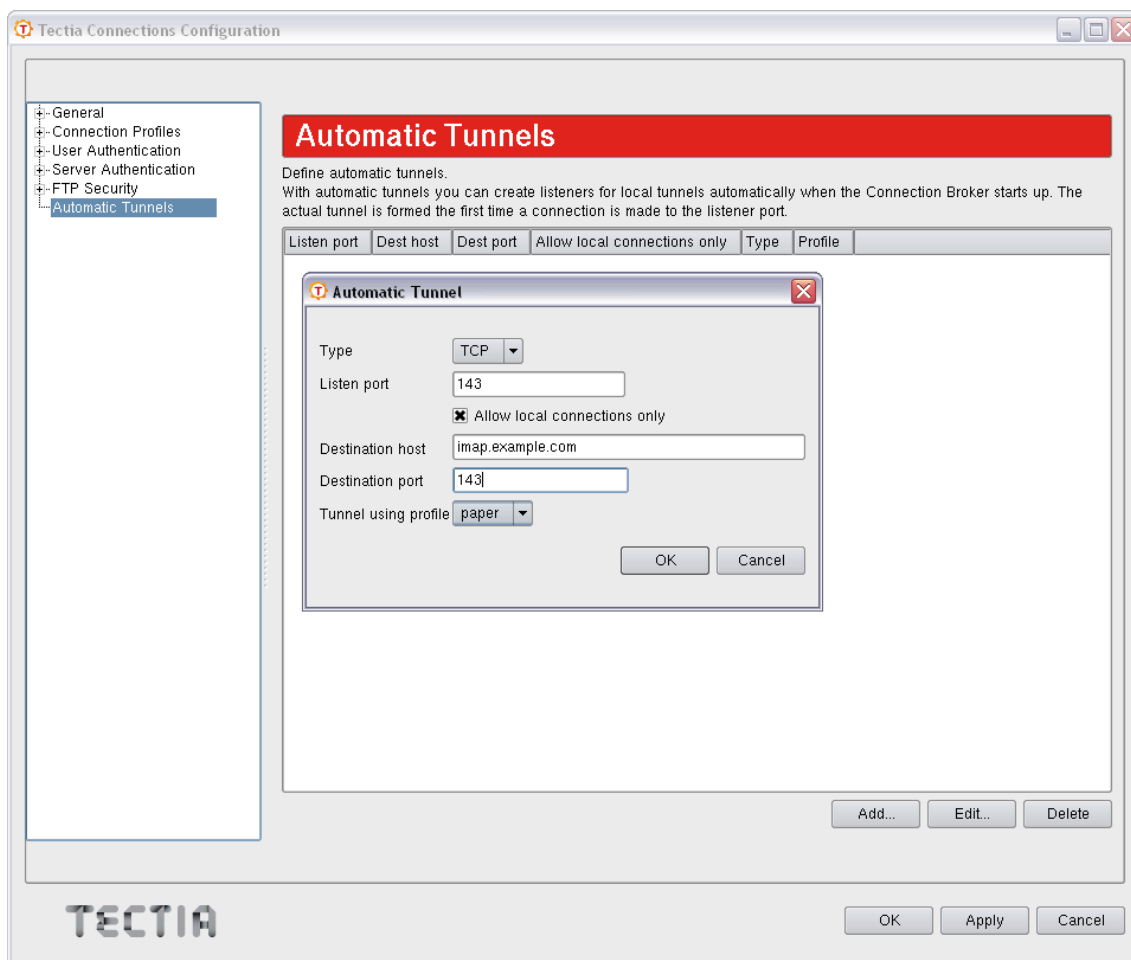 Tectia Connections Configuration
General
Connection Profiles
User Authentication
Server Authentication
FTP Security
Automatic Tunnels
Automatic Tunnels
Define automatic tunnels.
With automatic tunnels you can create listeners for local tunnels automatically when the Connection Broker starts up. The
actual tunnel is formed the first time a connection is made to the listener port.
Listen port Dest host Dest port Allow local connections only Type Profile
Automatic Tunnel
Type TCP
Listen port 143
Allow local connections only
Destination host imap.example.com
Destination port 143
Tunnel using profile paper
OK Cancel
Add... Edit... Delete
TECTIA
OK Apply Cancel